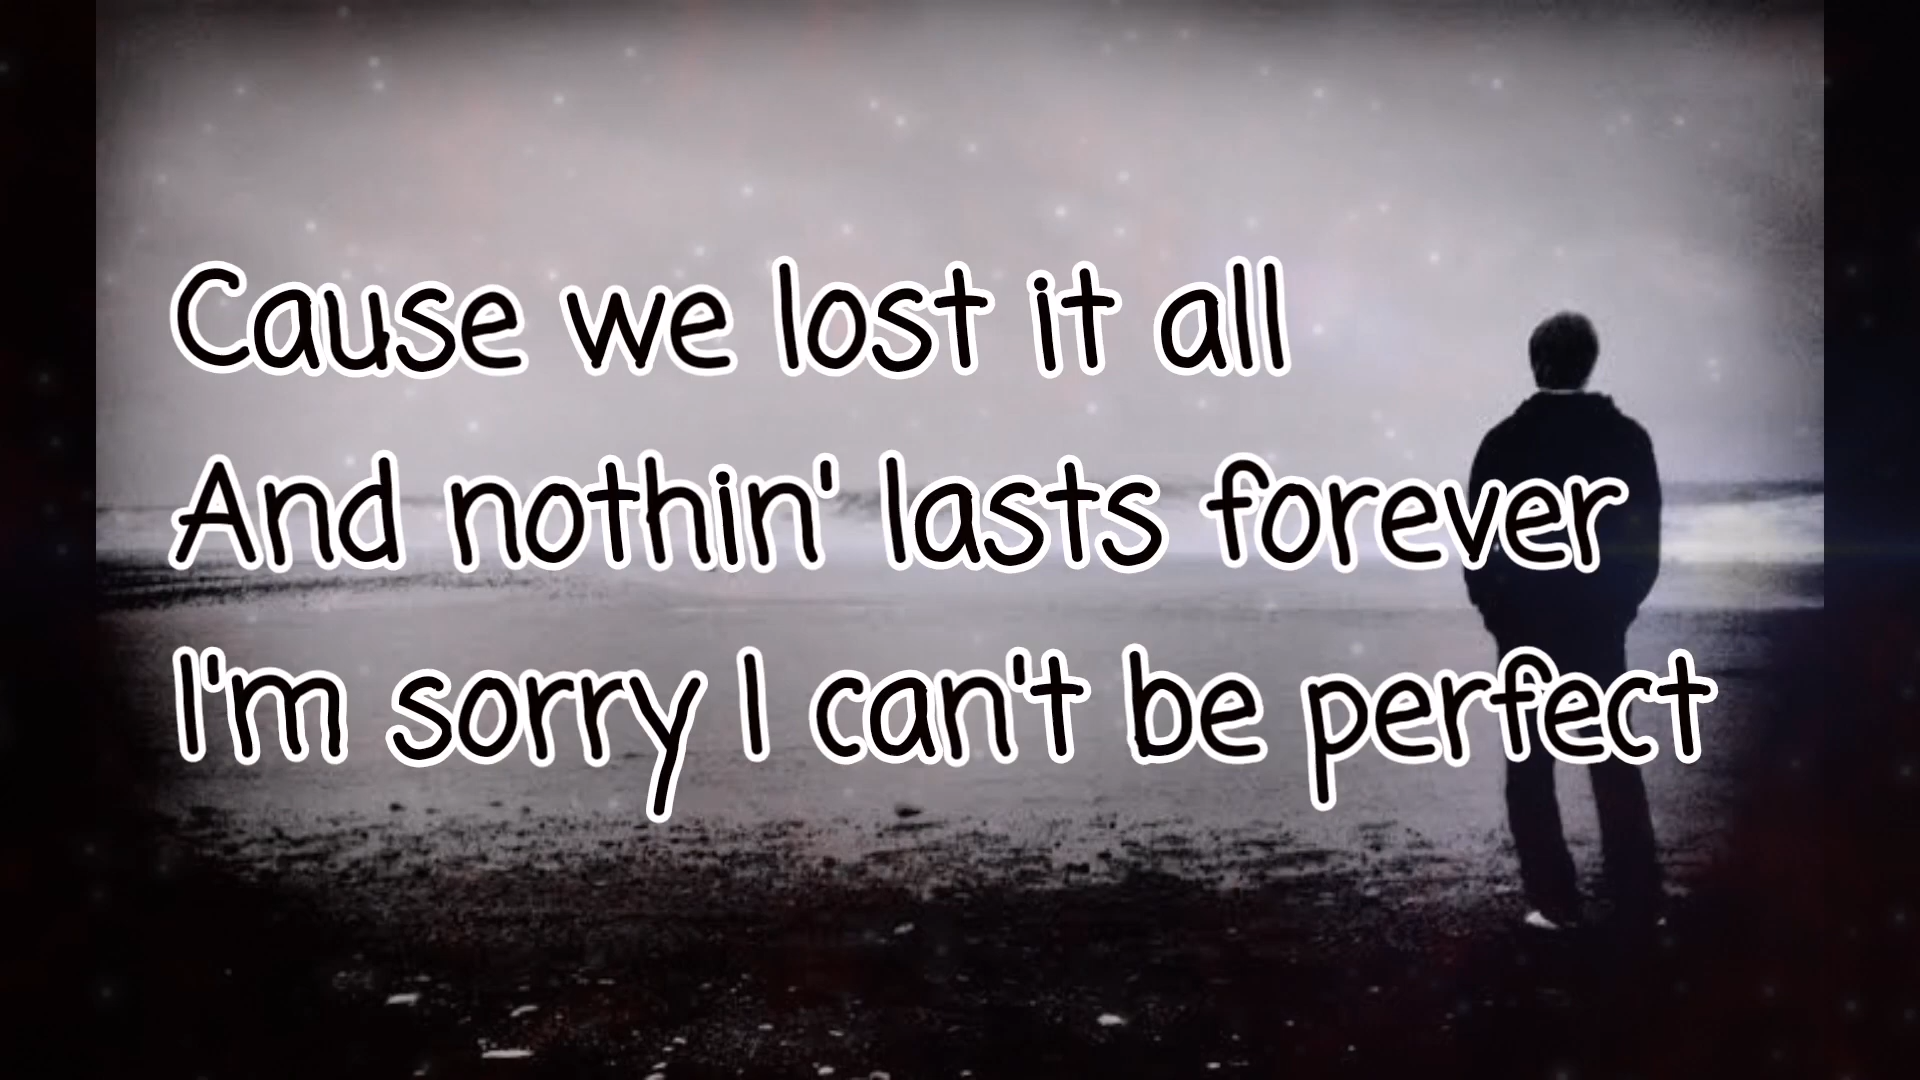 Cause we lost it all
And nothin' lasts forever
I'm sorry I can't be perfect